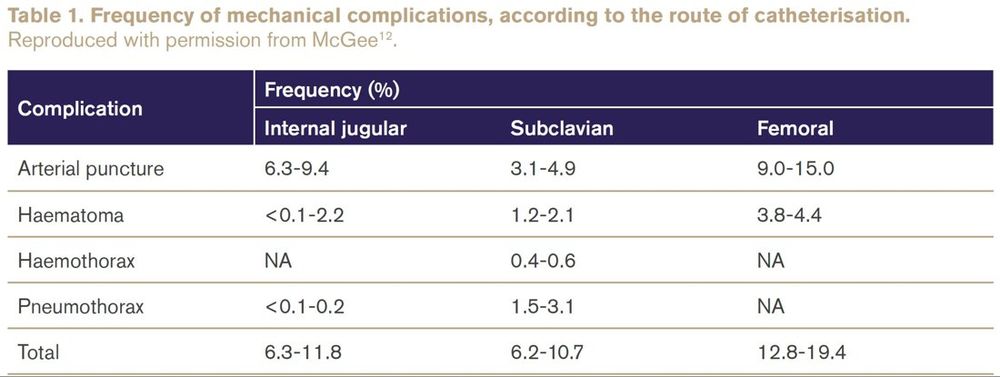 Table 1. Frequency of mechanical complications, according to the route of catheterisation.
Reproduced with permission from McGee¹².
Complication Frequency (%)
Internal jugular Subclavian Femoral
Arterial puncture 6.3-9.4 3.1-4.9 9.0-15.0
Haematoma <0.1-2.2 1.2-2.1 3.8-4.4
Haemothorax NA 0.4-0.6 NA
Pneumothorax <0.1-0.2 1.5-3.1 NA
Total 6.3-11.8 6.2-10.7 12.8-19.4